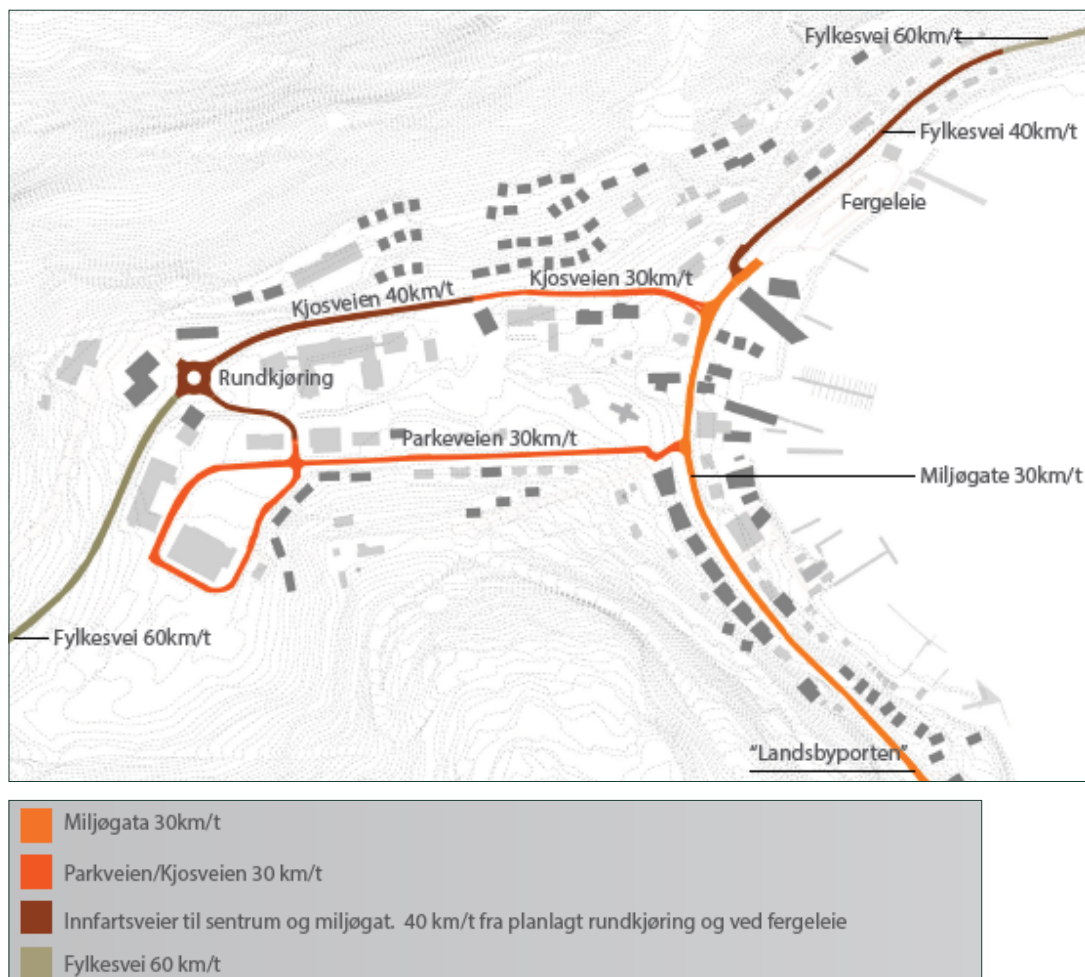 Fylkesvei 60km/t
Fylkesvei 40km/t
Fergeleie
Kjosveien 30km/t
Kjosveien 40km/t
Rundkjøring
Parkeveien 30km/t
Miljøgate 30km/t
Fylkesvei 60km/t
"Landsbyporten"
Miljøgata 30km/t
Parkveien/Kjosveien 30 km/t
Innfartsveier til sentrum og miljøgat. 40 km/t fra planlagt rundkjøring og ved fergeleie
Fylkesvei 60 km/t